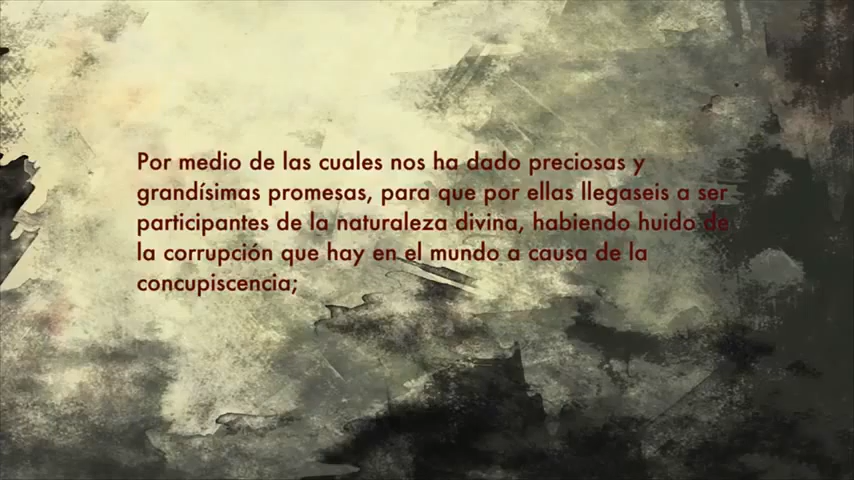 Por medio de las cuales nos ha dado preciosas y
grandísimas promesas, para que por ellas llegaseis a ser
participantes de la naturaleza divina, habiendo huido de
la corrupción que hay en el mundo a causa de la
concupiscencia;